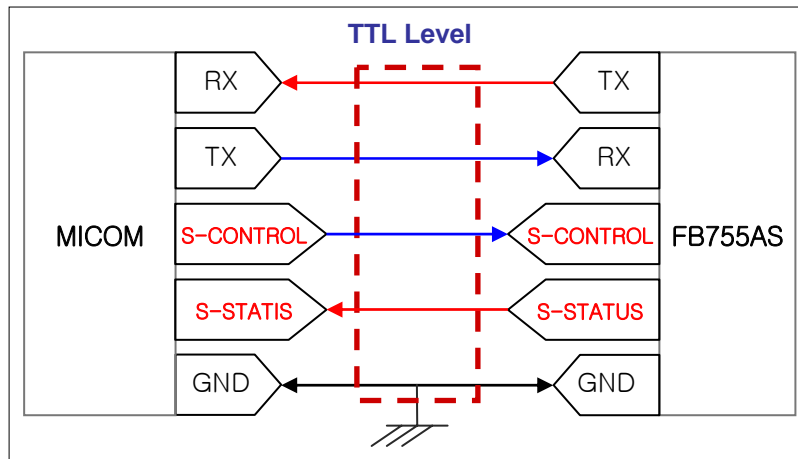 TTL Level
RX
TX
TX
RX
MICOM
S-CONTROL
S-CONTROL
FB755AS
S-STATIS
S-STATUS
GND
GND